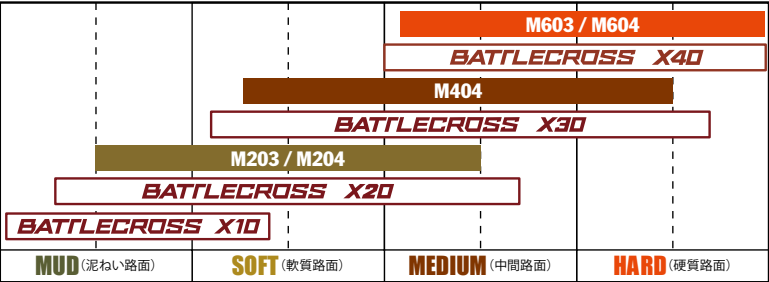 M603 / M604
BATTLECROSS X40
M404
BATTLECROSS X30
M203 / M204
BATTLECROSS X20
BATTLECROSS X10
MUD(泥ねい路面) SOFT(軟質路面) MEDIUM(中間路面) HARD(硬質路面)